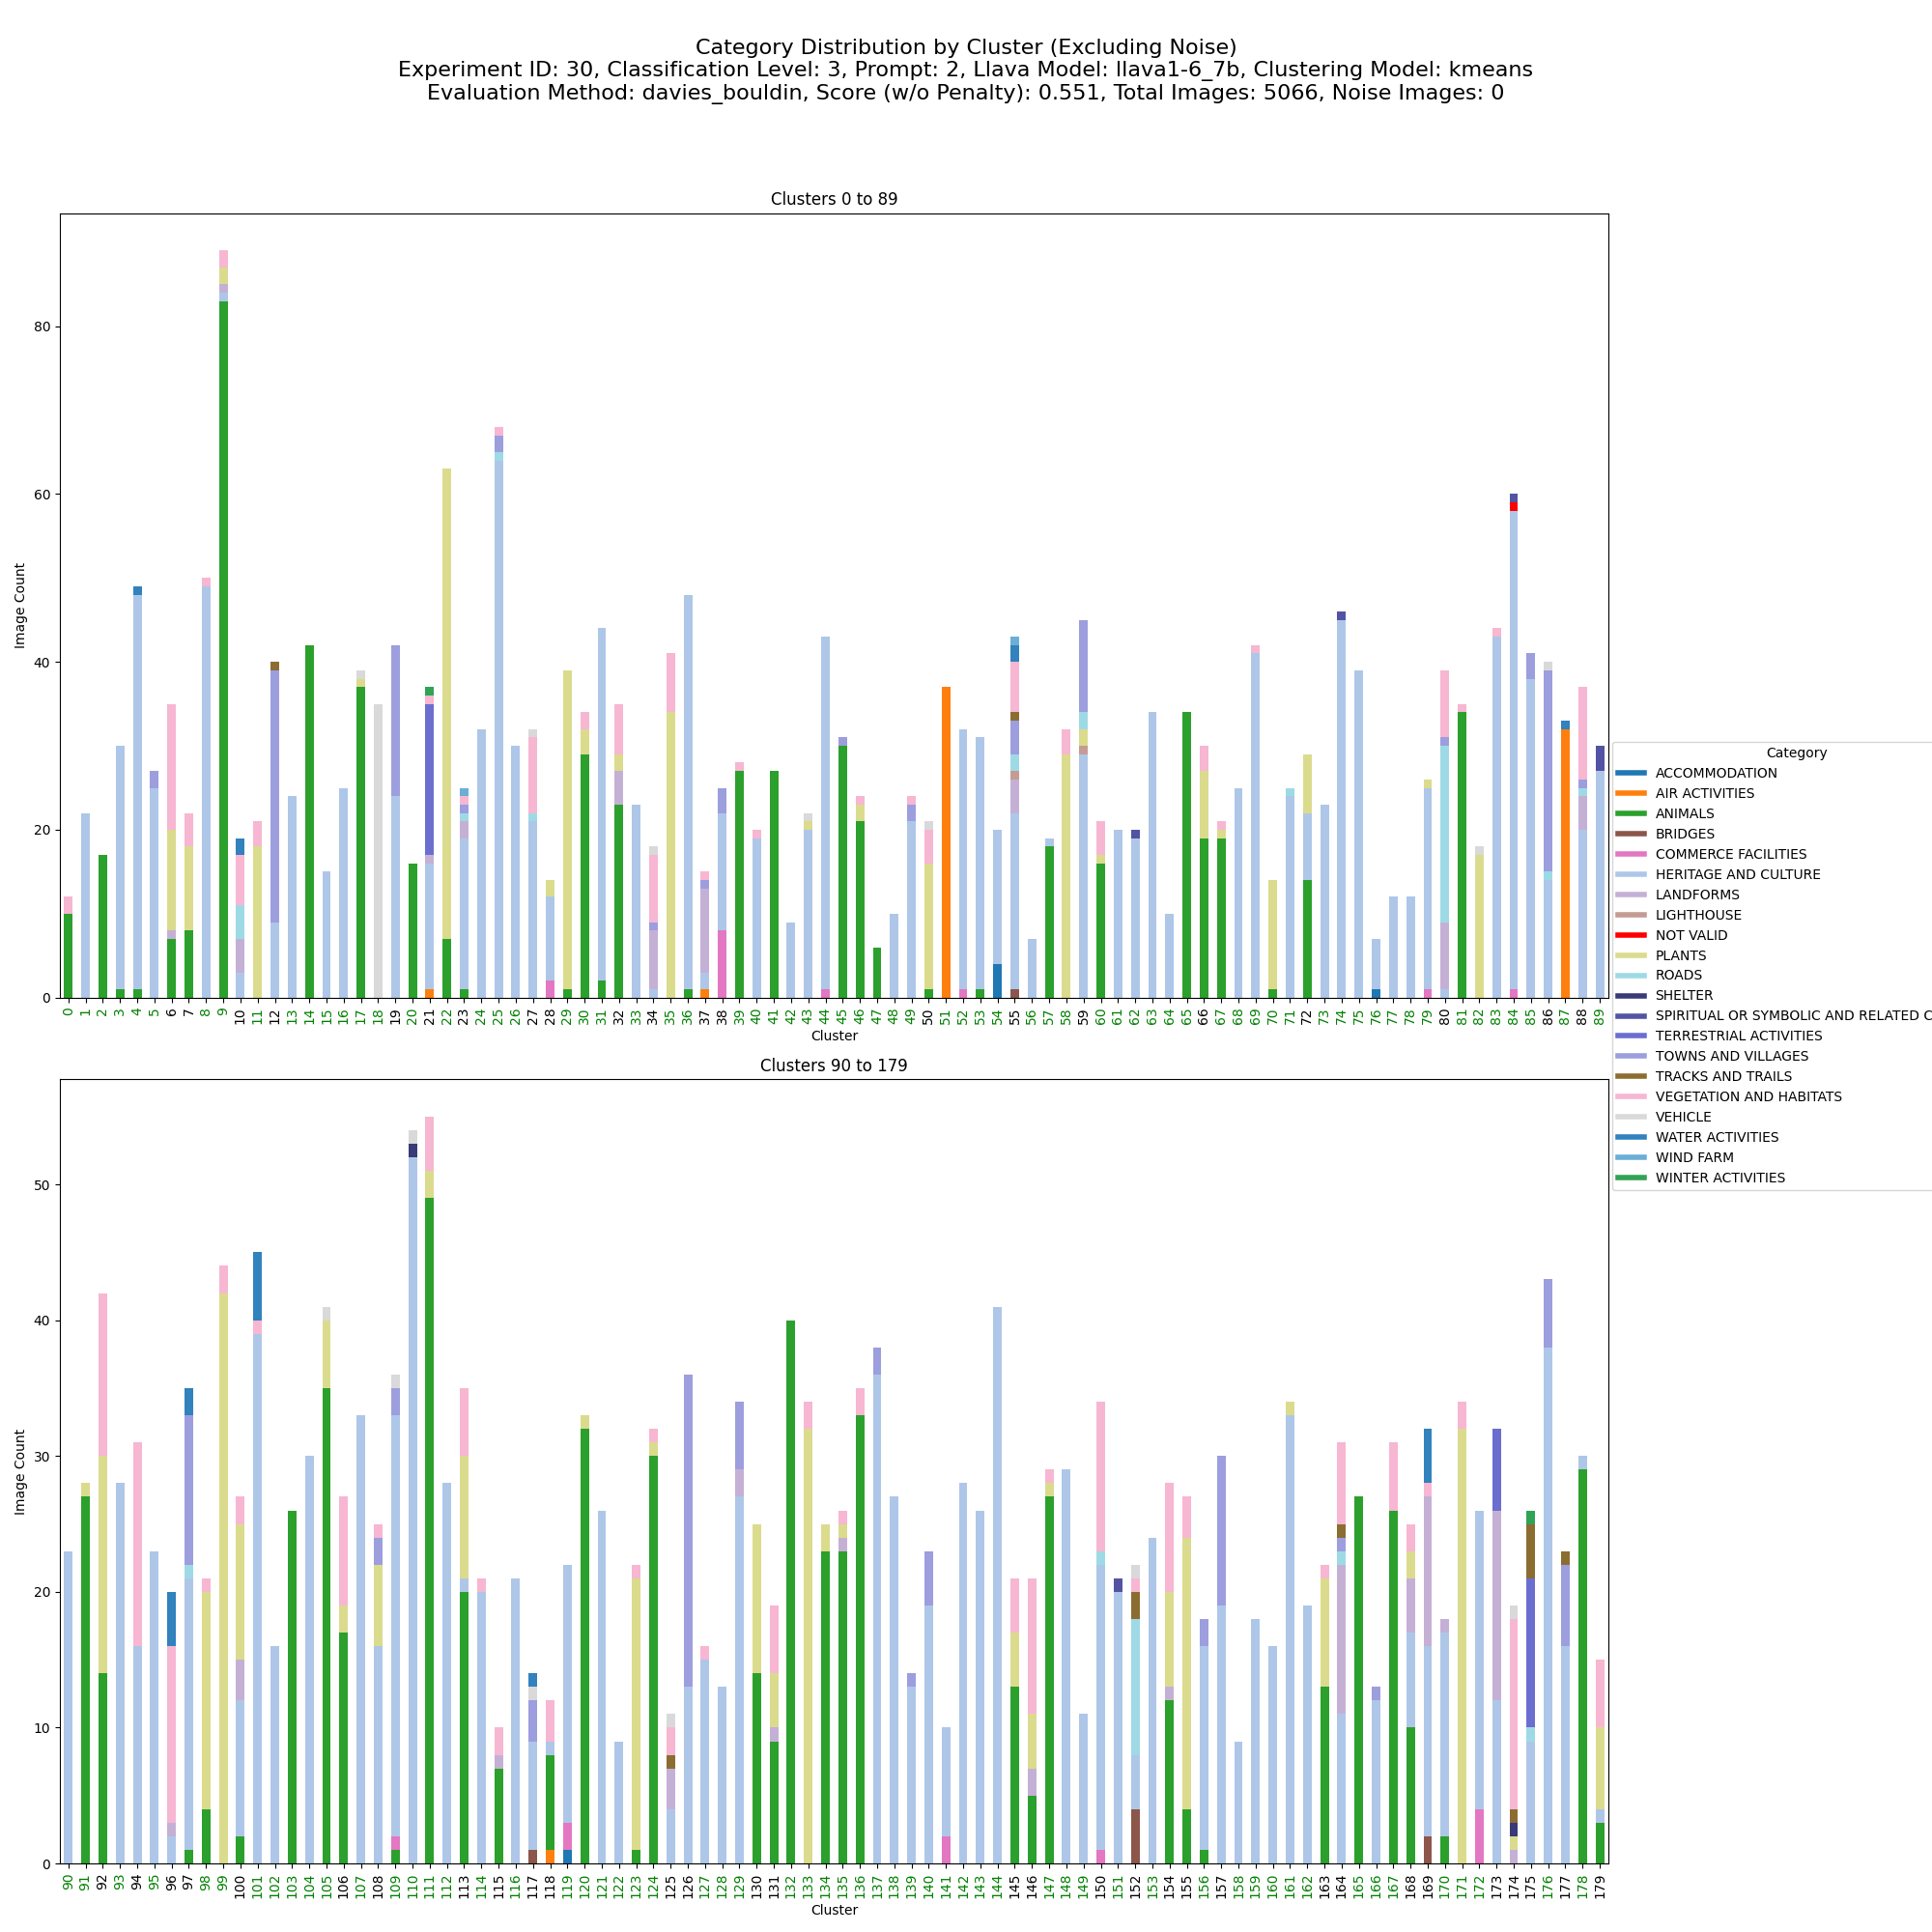 Category Distribution by Cluster (Excluding Noise)
Experiment ID: 30, Classification Level: 3, Prompt: 2, Llava Model: llava1-6_7b, Clustering Model: kmeans
Evaluation Method: davies_bouldin, Score (w/o Penalty): 0.551, Total Images: 5066, Noise Images: 0
Clusters 0 to 89
Image Count
80
60
40
20
0
0 1 2 3 4 5 6 7 8 9 10 11 12 13 14 15 16 17 18 19 20 21 22 23 24 25 26 27 28 29 30 31 32 33 34 35 36 37 38 39 40 41 42 43 44 45 46 47 48 49 50 51 52 53 54 55 56 57 58 59 60 61 62 63 64 65 66 67 68 69 70 71 72 73 74 75 76 77 78 79 80 81 82 83 84 85 86 87 88 89
Cluster
Category
ACCOMMODATION
AIR ACTIVITIES
ANIMALS
BRIDGES
COMMERCE FACILITIES
HERITAGE AND CULTURE
LANDFORMS
LIGHTHOUSE
NOT VALID
PLANTS
ROADS
SHELTER
SPIRITUAL OR SYMBOLIC AND RELATED C
TERRESTRIAL ACTIVITIES
TOWNS AND VILLAGES
TRACKS AND TRAILS
VEGETATION AND HABITATS
VEHICLE
WATER ACTIVITIES
WIND FARM
WINTER ACTIVITIES
Clusters 90 to 179
Image Count
50
40
30
20
10
0
90 91 92 93 94 95 96 97 98 99 100 101 102 103 104 105 106 107 108 109 110 111 112 113 114 115 116 117 118 119 120 121 122 123 124 125 126 127 128 129 130 131 132 133 134 135 136 137 138 139 140 141 142 143 144 145 146 147 148 149 150 151 152 153 154 155 156 157 158 159 160 161 162 163 164 165 166 167 168 169 170 171 172 173 174 175 176 177 178 179
Cluster